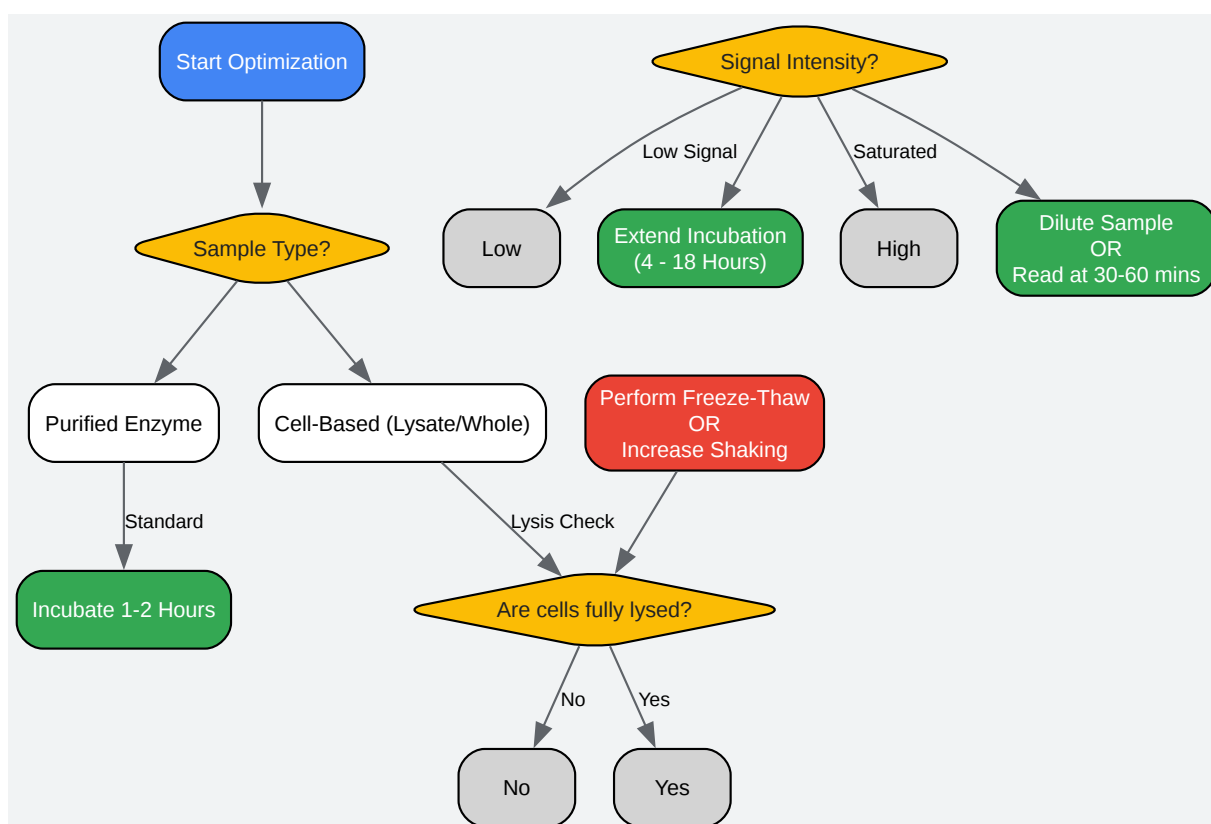 Start Optimization
Signal Intensity?
Low Signal
Saturated
Sample Type?
Low
Extend Incubation
(4 - 18 Hours)
High
Dilute Sample
OR
Read at 30-60 mins
Purified Enzyme
Cell-Based (Lysate/Whole)
Perform Freeze-Thaw
OR
Increase Shaking
Standard
Lysis Check
Incubate 1-2 Hours
Are cells fully lysed?
No
Yes
No
Yes